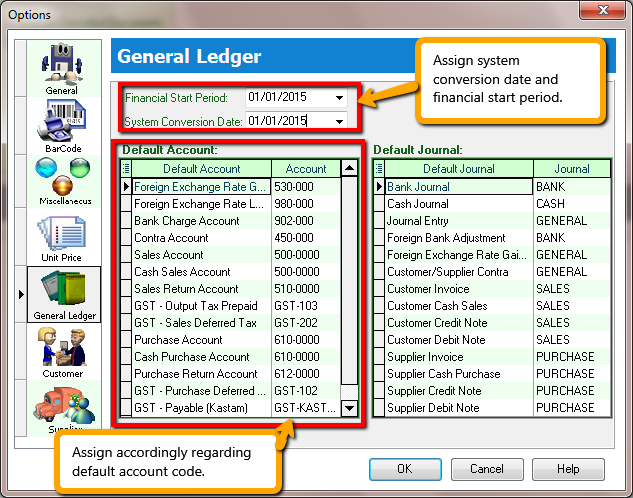 Options
General
BarCode
Miscellaneous
Unit Price
General Ledger
Customer
Supplier
General Ledger
Assign system
conversion date and
financial start period.
Financial Start Period: 01/01/2015
System Conversion Date: 01/01/2015
Default Account:
Default Account Account
Foreign Exchange Rate G... 530-000
Foreign Exchange Rate L... 980-000
Bank Charge Account 902-000
Contra Account 450-000
Sales Account 500-0000
Cash Sales Account 500-0000
Sales Return Account 510-0000
GST - Output Tax Prepaid GST-103
GST - Sales Deferred Tax GST-202
Purchase Account 610-0000
Cash Purchase Account 610-0000
Purchase Return Account 612-0000
GST - Purchase Deferred ... GST-102
GST - Payable (Kastam) GST-KAST...
Default Journal:
Default Journal Journal
Bank Journal BANK
Cash Journal CASH
Journal Entry GENERAL
Foreign Bank Adjustment BANK
Foreign Exchange Rate Gai... GENERAL
Customer/Supplier Contra GENERAL
Customer Invoice SALES
Customer Cash Sales SALES
Customer Credit Note SALES
Customer Debit Note SALES
Supplier Invoice PURCHASE
Supplier Cash Purchase PURCHASE
Supplier Credit Note PURCHASE
Supplier Debit Note PURCHASE
Assign accordingly regarding
default account code.
OK Cancel Help